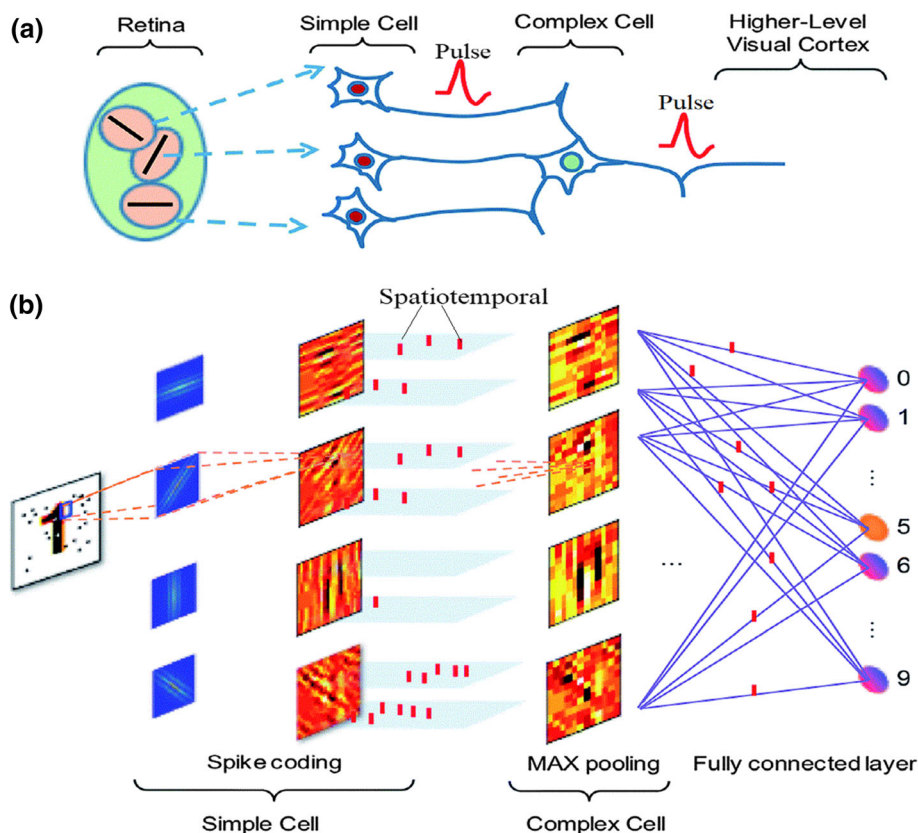 (a)
Retina
Simple Cell
Complex Cell
Higher-Level
Visual Cortex
Pulse
Pulse
(b)
Spatiotemporal
0
1
...
5
6
...
...
9
Spike coding
MAX pooling
Fully connected layer
Simple Cell
Complex Cell